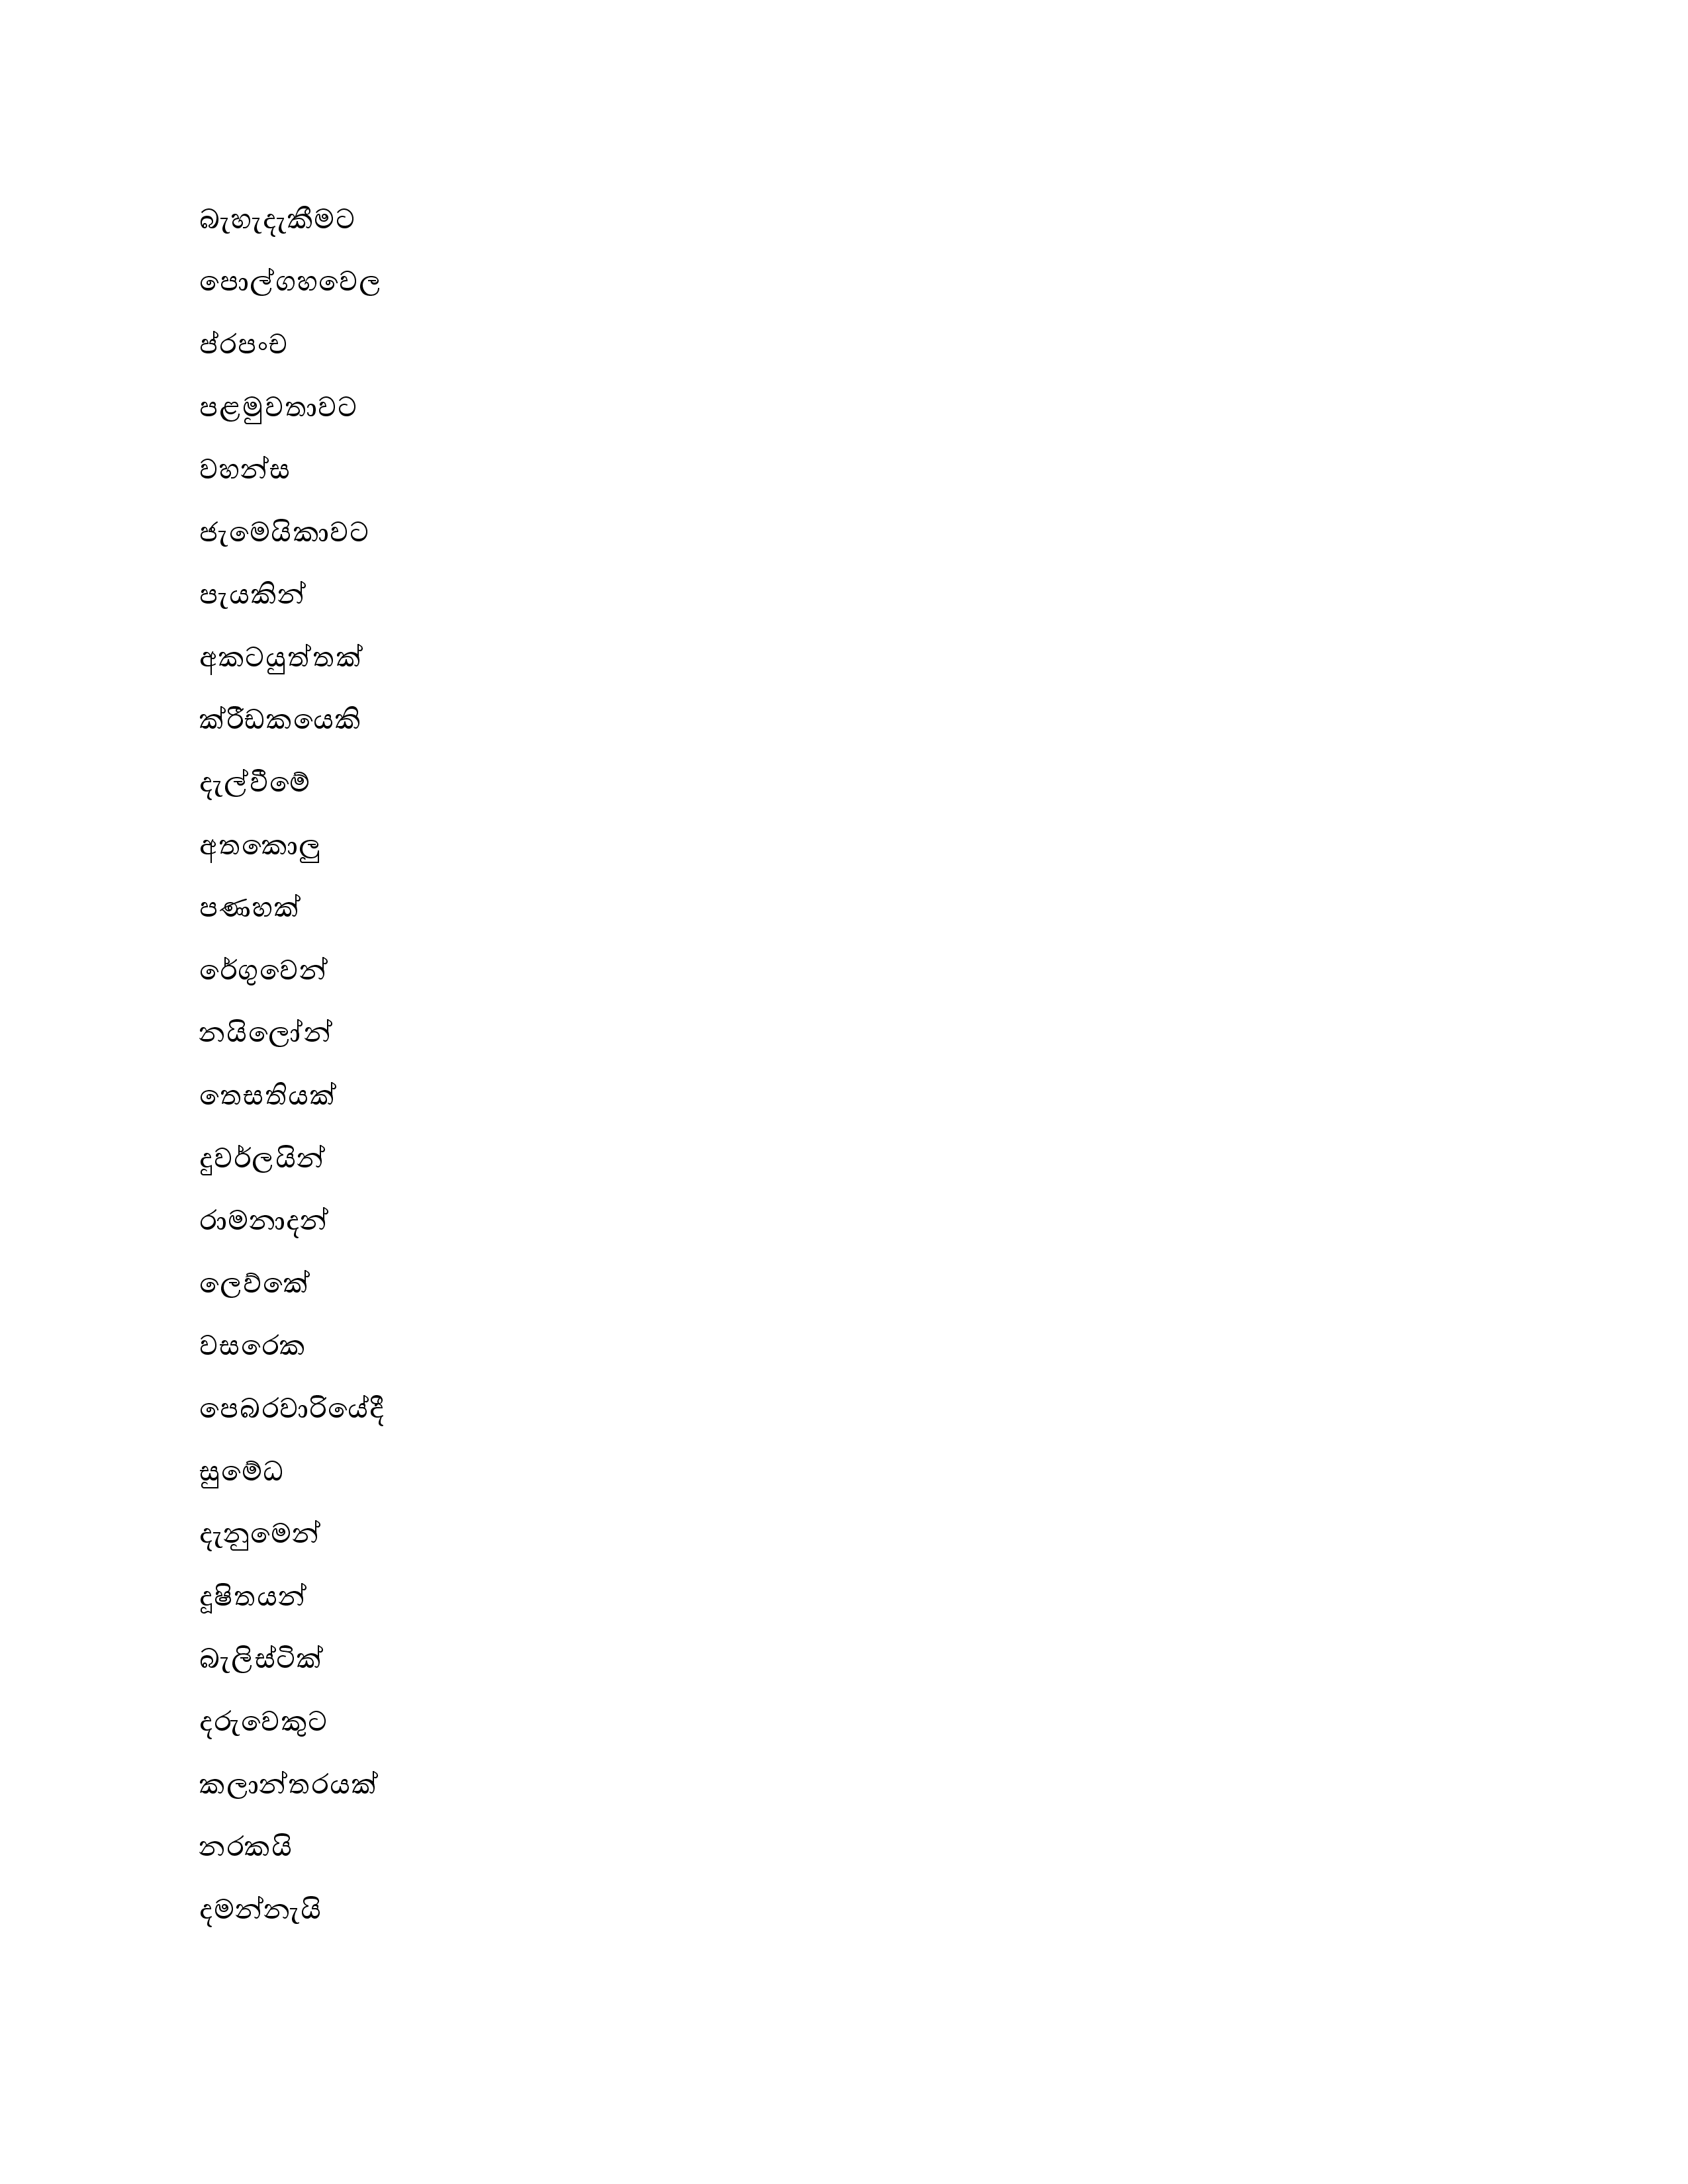 බැහැදැකීමට
පොල්ගහවෙල
ප්රපංච
පළමුවතාවට
වහන්ස
ජැමෙයිකාවට
පැයකින්
අකටයුත්තක්
ක්රීඩකයෙකි
දැල්වීමේ
අතකොලු
පණහක්
රේගුවෙන්
නයිලෝන්
තෙසතියක්
දුවර්ලයින්
රාමනාදන්
ලෙව්කේ
වසරෙක
පෙබරවාරියේදී
සුමේධ
දැනුමෙන්
දූෂිතයන්
බැලිස්ටික්
දරුවෙකුට
කලාන්තරයක්
නරකයි
දමන්නැයි